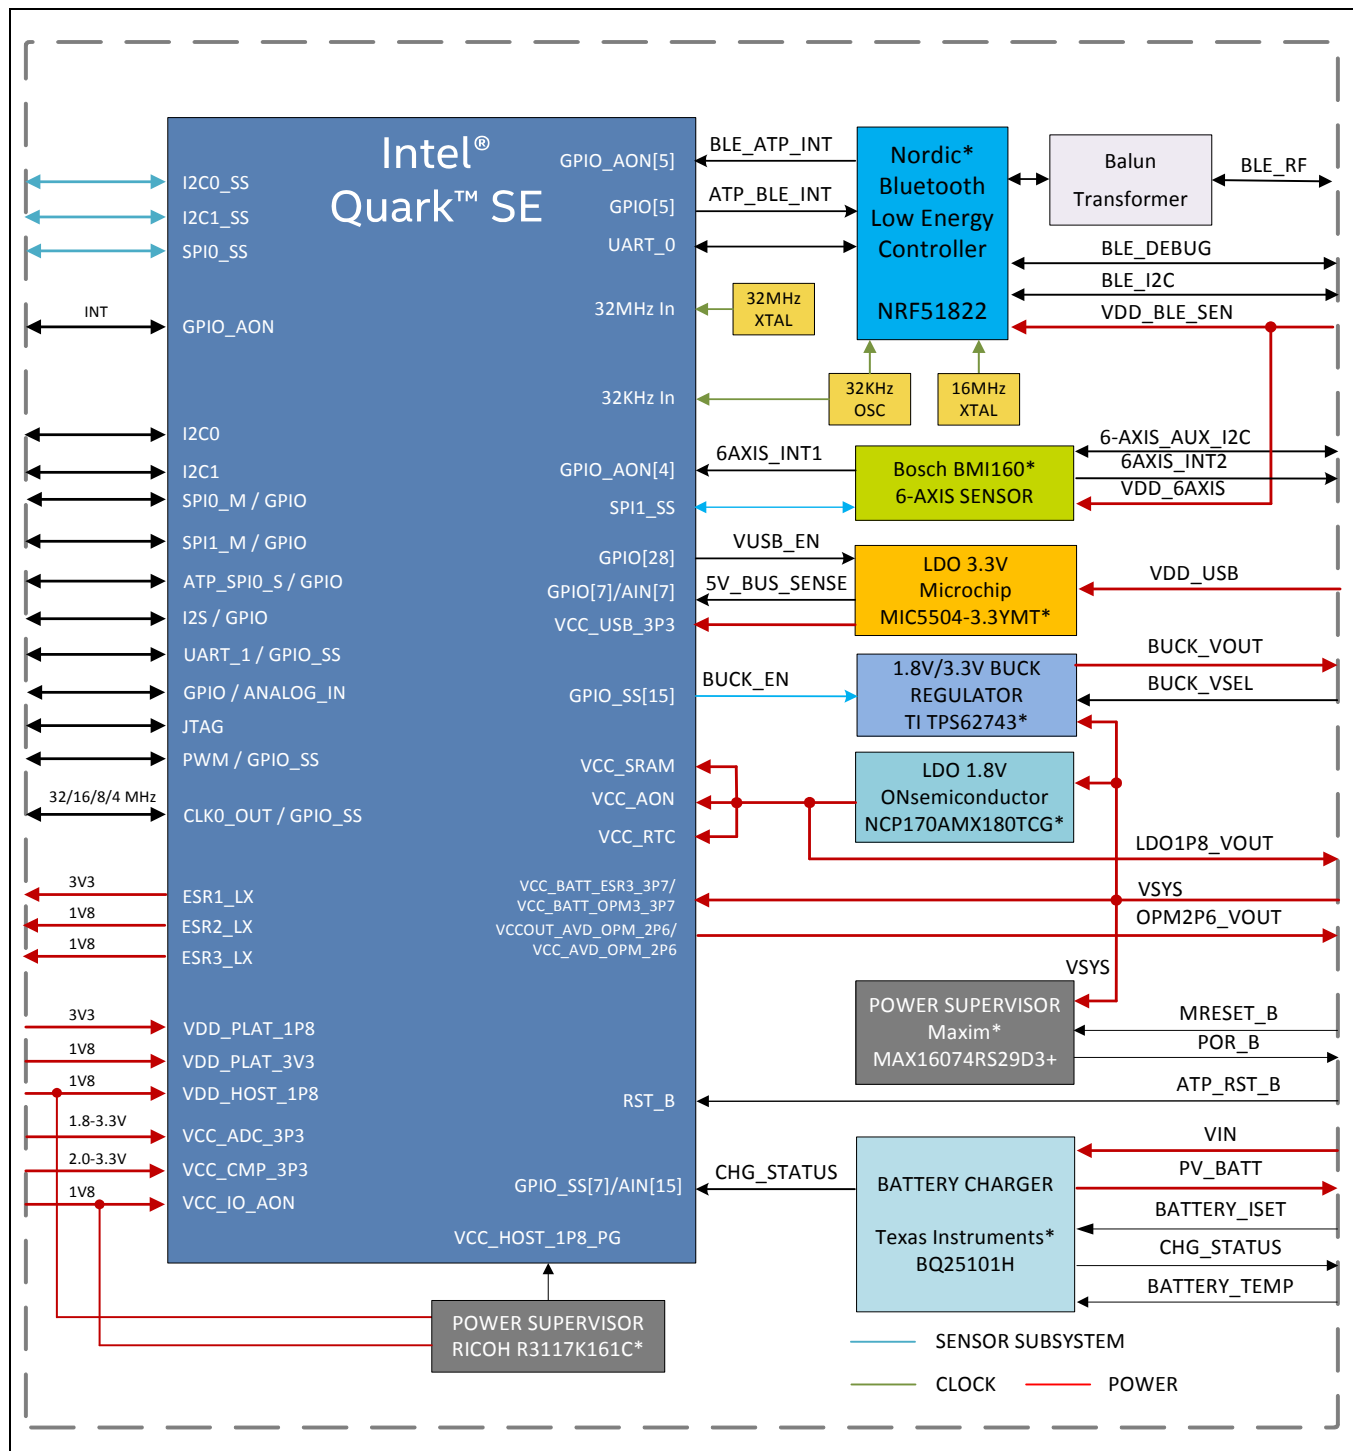 Intel®
Quark™ SE
I2C0_SS
I2C1_SS
SPI0_SS
INT
GPIO_AON
I2C0
I2C1
SPI0_M / GPIO
SPI1_M / GPIO
ATP_SPI0_S / GPIO
I2S / GPIO
UART_1 / GPIO_SS
GPIO / ANALOG_IN
JTAG
PWM / GPIO_SS
32/16/8/4 MHz
CLK0_OUT / GPIO_SS
3V3
ESR1_LX
1V8
ESR2_LX
1V8
ESR3_LX
3V3
VDD_PLAT_1P8
1V8
VDD_PLAT_3V3
1V8
VDD_HOST_1P8
1.8-3.3V
VCC_ADC_3P3
2.0-3.3V
VCC_CMP_3P3
1V8
VCC_IO_AON
GPIO_AON[5]
GPIO[5]
UART_0
32MHz In
32KHz In
GPIO_AON[4]
SPI1_SS
GPIO[28]
GPIO[7]/AIN[7]
VCC_USB_3P3
GPIO_SS[15]
VCC_SRAM
VCC_AON
VCC_RTC
VCC_BATT_ESR3_3P7/
VCC_BATT_OPM3_3P7
VCCOUT_AVD_OPM_2P6/
VCC_AVD_OPM_2P6
RST_B
GPIO_SS[7]/AIN[15]
VCC_HOST_1P8_PG
POWER SUPERVISOR
RICOH R3117K161C*
BLE_ATP_INT
ATP_BLE_INT
32MHz
XTAL
32KHz
OSC
16MHz
XTAL
6AXIS_INT1
VUSB_EN
5V_BUS_SENSE
BUCK_EN
CHG_STATUS
Nordic*
Bluetooth
Low Energy
Controller
NRF51822
Balun
Transformer
BLE_RF
BLE_DEBUG
BLE_I2C
VDD_BLE_SEN
Bosch BMI160*
6-AXIS SENSOR
6-AXIS_AUX_I2C
6AXIS_INT2
VDD_6AXIS
LDO 3.3V
Microchip
MIC5504-3.3YMT*
VDD_USB
1.8V/3.3V BUCK
REGULATOR
TI TPS62743*
BUCK_VOUT
BUCK_VSEL
LDO 1.8V
ONsemiconductor
NCP170AMX180TCG*
LDO1P8_VOUT
VSYS
OPM2P6_VOUT
VSYS
POWER SUPERVISOR
Maxim*
MAX16074RS29D3+
MRESET_B
POR_B
ATP_RST_B
BATTERY CHARGER
Texas Instruments*
BQ25101H
VIN
PV_BATT
BATTERY_ISET
CHG_STATUS
BATTERY_TEMP
SENSOR SUBSYSTEM
CLOCK
POWER